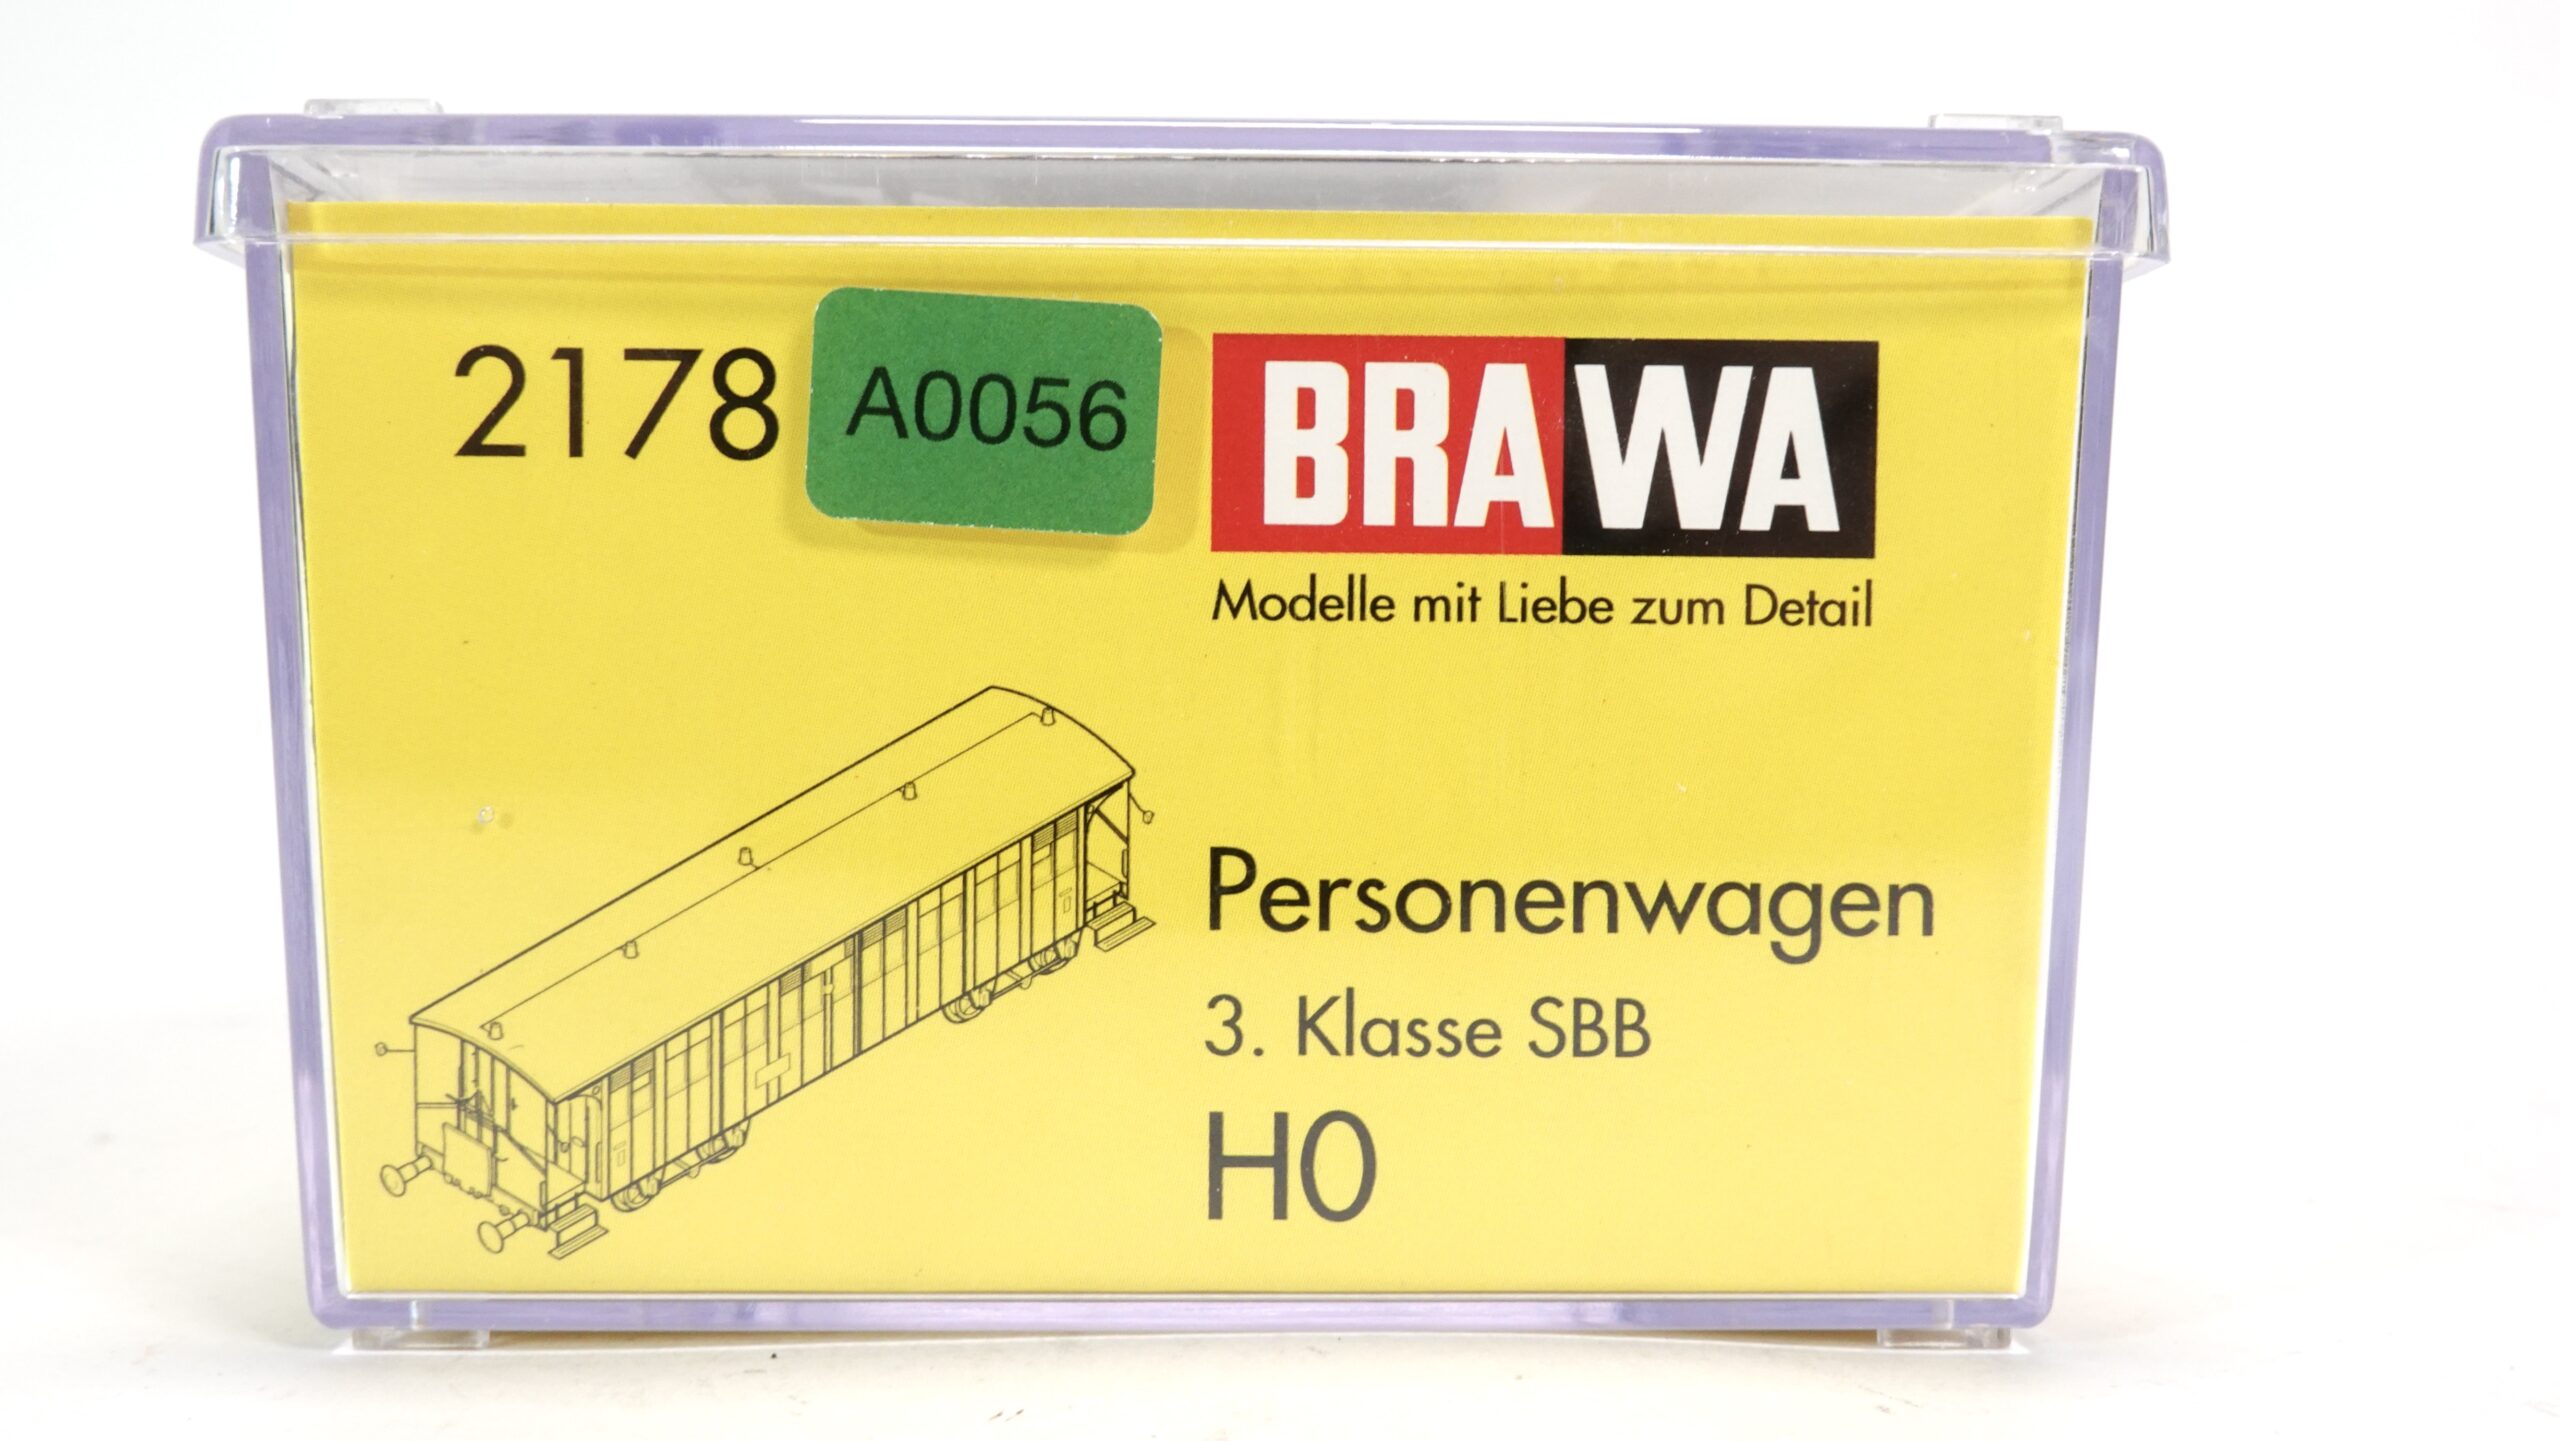 2178
A0056
BRAWA
Modelle mit Liebe zum Detail
Personenwagen
3. Klasse SBB
H0